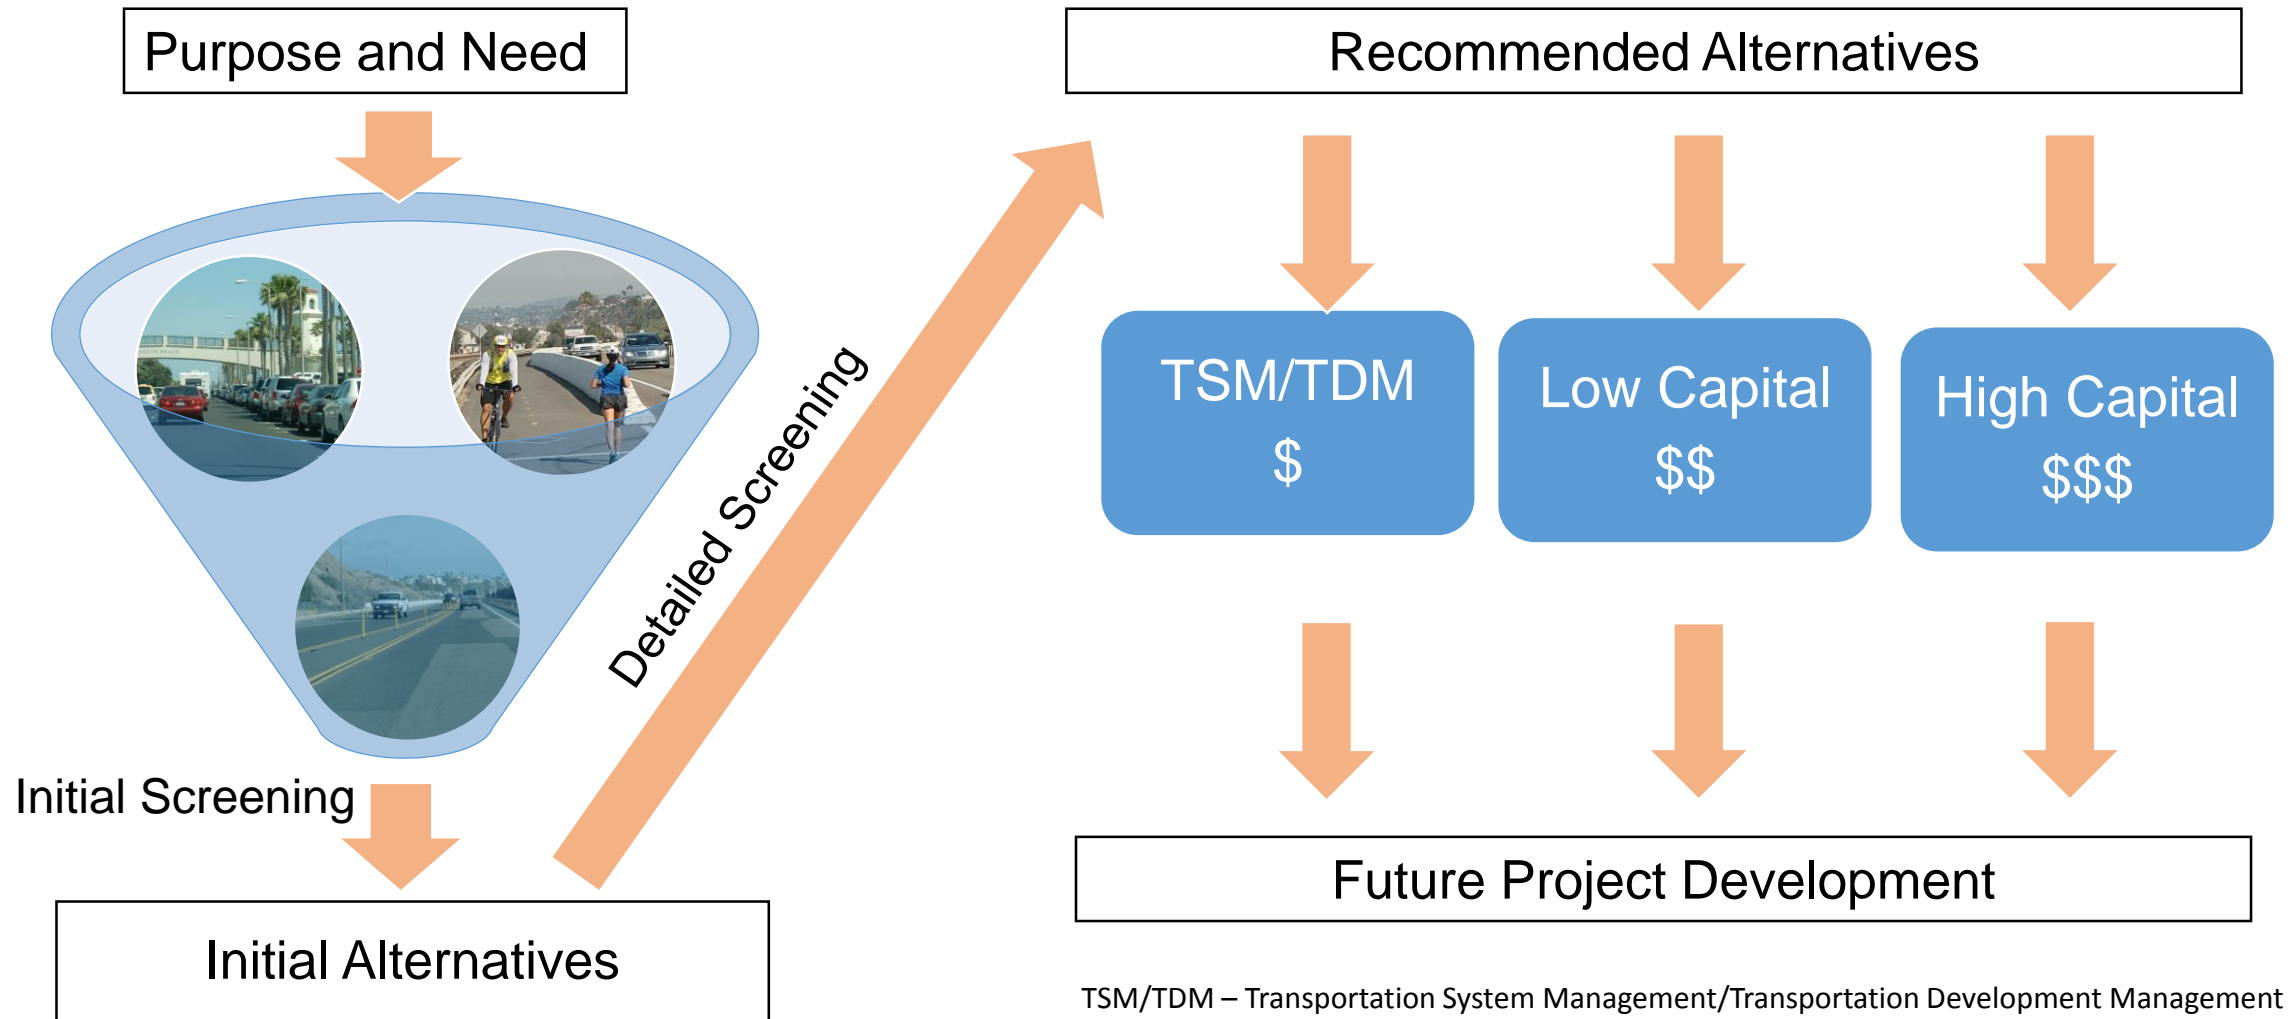 Purpose and Need
Initial Screening
Initial Alternatives
Detailed Screening
Recommended Alternatives
TSM/TDM
$
Low Capital
$$
High Capital
$$$
Future Project Development
TSM/TDM – Transportation System Management/Transportation Development Management